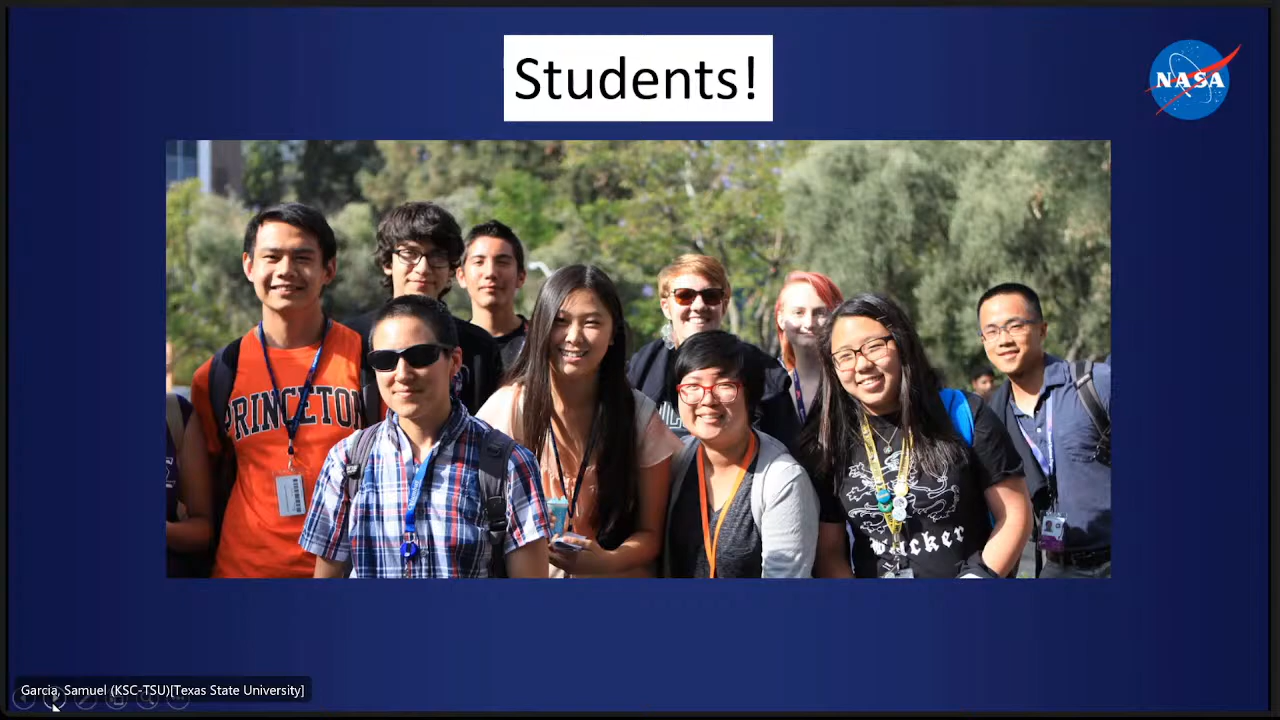 Students!
NASA
PRINCETON
Garcia, Samuel (KSC-TSU)[Texas State University]